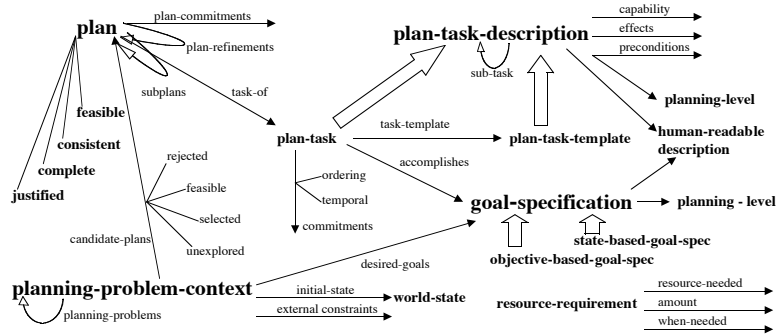 plan
plan-commitments
plan-refinements
subplans
task-of
feasible
consistent
complete
justified
plan-task-description
capability
effects
preconditions
sub-task
planning-level
human-readable
description
plan-task
task-template
plan-task-template
accomplishes
ordering
temporal
commitments
rejected
feasible
selected
unexplored
candidate-plans
goal-specification
planning - level
state-based-goal-spec
objective-based-goal-spec
desired-goals
planning-problem-context
planning-problems
initial-state
world-state
external constraints
resource-requirement
resource-needed
amount
when-needed